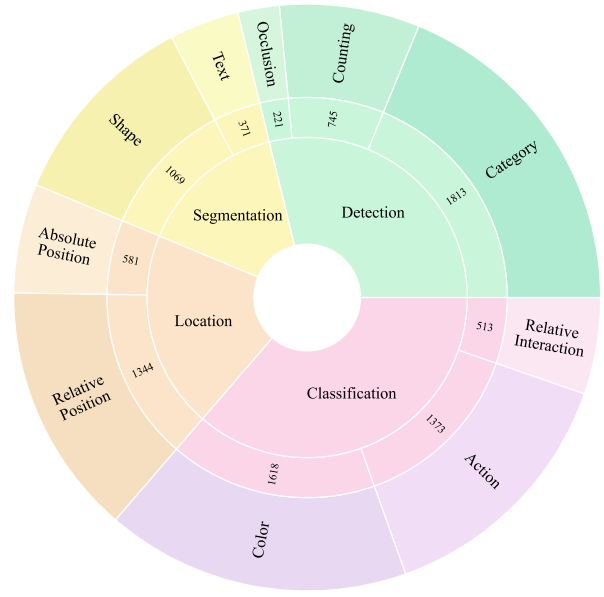 Occlusion
Counting
Text
Category
Shape
221
745
371
1813
1069
Segmentation
Detection
Absolute
Position
581
Location
513
Relative
Interaction
1344
Relative
Position
Classification
1373
Action
1618
Color